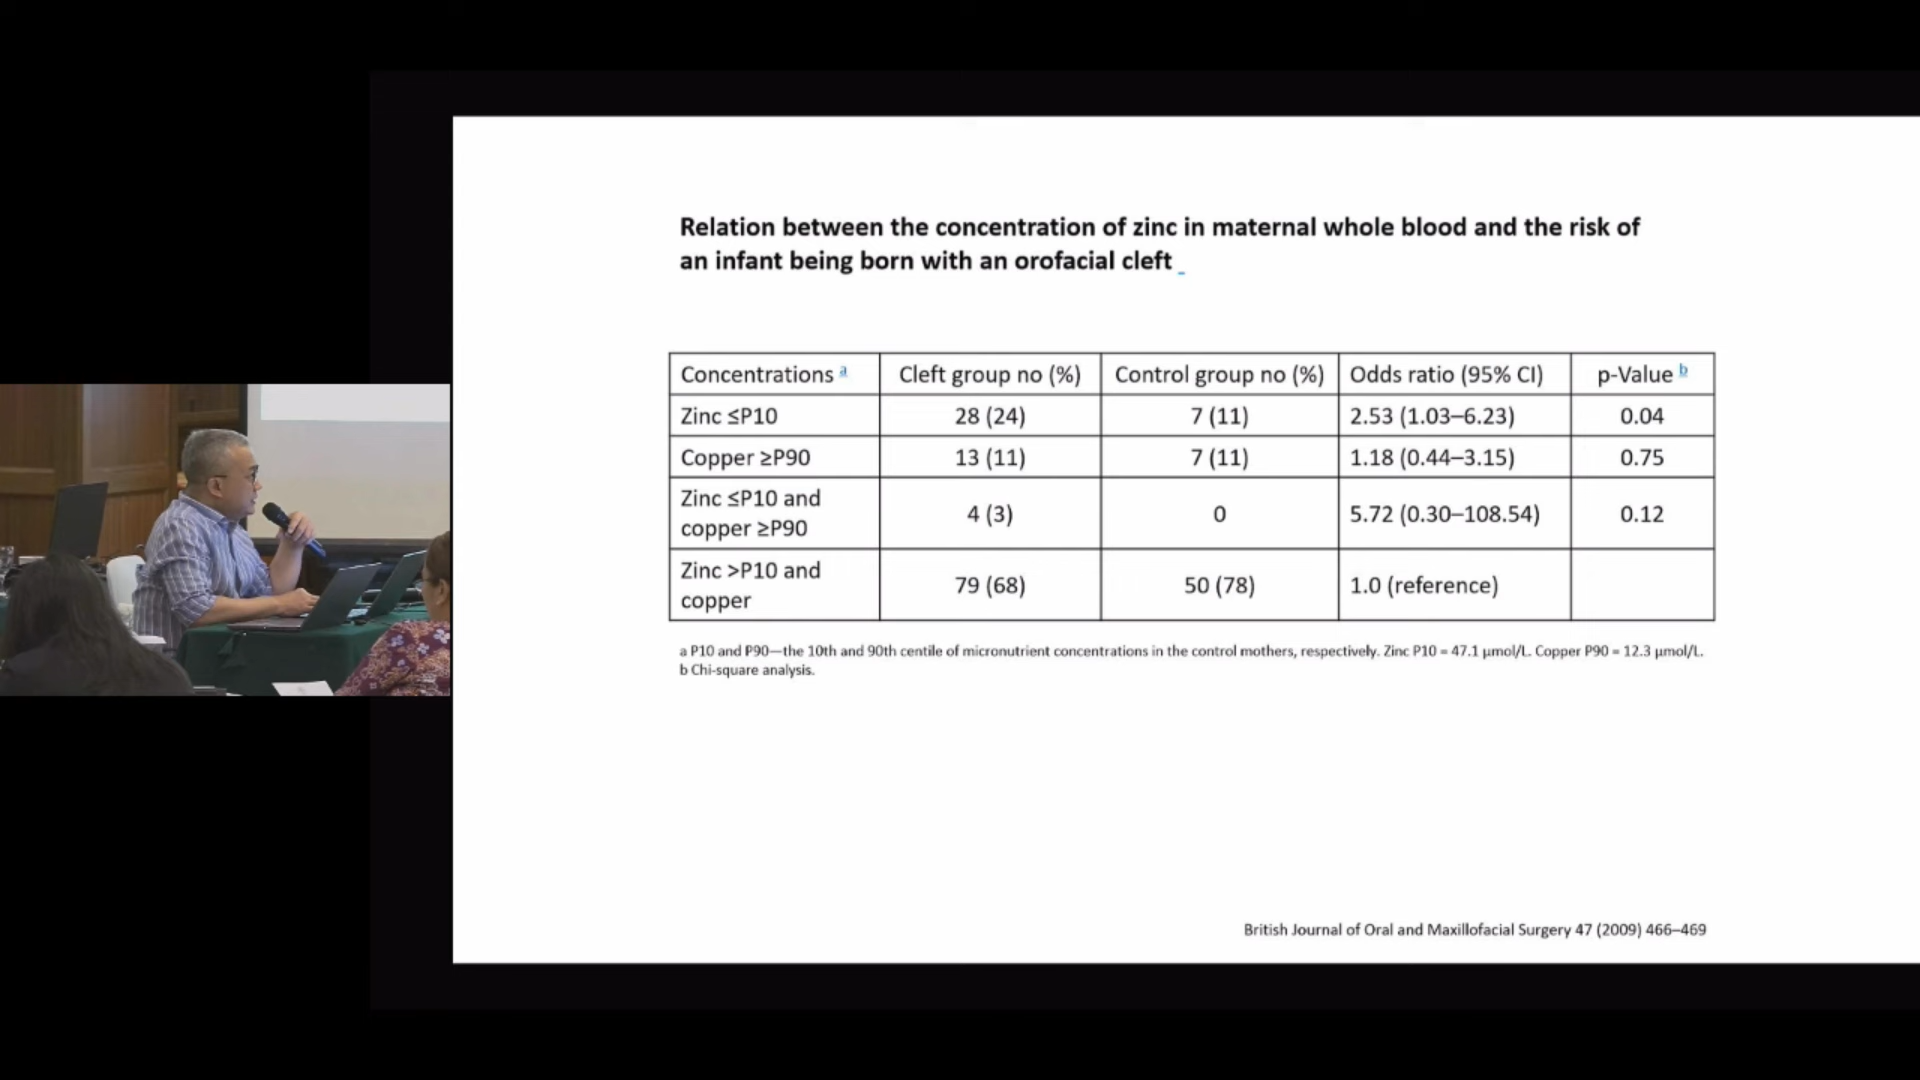 Relation between the concentration of zinc in maternal whole blood and the risk of
an infant being born with an orofacial cleft
Concentrations a Cleft group no (%) Control group no (%) Odds ratio (95% CI) p-Value b
Zinc ≤P10 28 (24) 7 (11) 2.53 (1.03–6.23) 0.04
Copper ≥P90 13 (11) 7 (11) 1.18 (0.44–3.15) 0.75
Zinc ≤P10 and
copper ≥P90 4 (3) 0 5.72 (0.30–108.54) 0.12
Zinc >P10 and
copper 79 (68) 50 (78) 1.0 (reference)
a P10 and P90—the 10th and 90th centile of micronutrient concentrations in the control mothers, respectively. Zinc P10 = 47.1 μmol/L. Copper P90 = 12.3 μmol/L.
b Chi-square analysis.
British Journal of Oral and Maxillofacial Surgery 47 (2009) 466–469